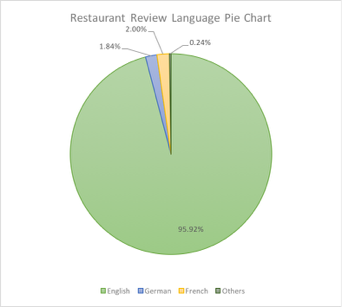 Restaurant Review Language Pie Chart
2.00%
1.84%
0.24%
95.92%
English German French Others